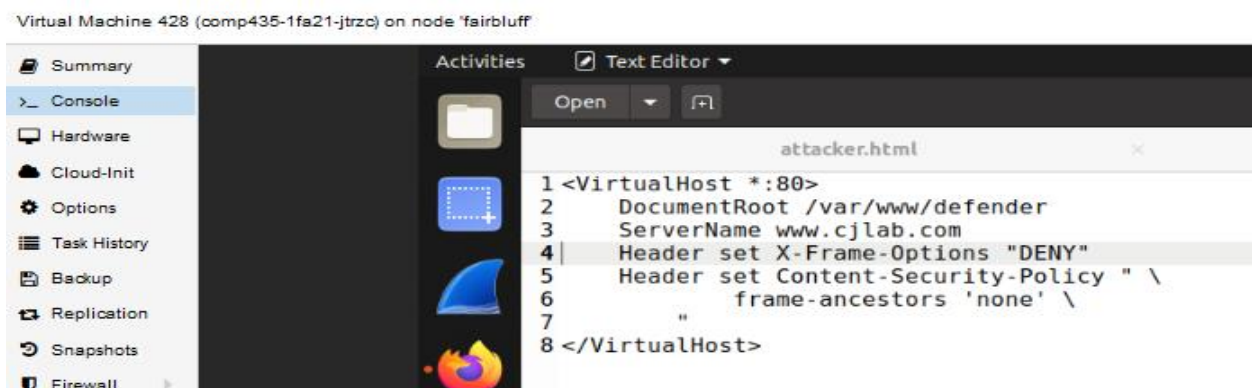 Virtual Machine 428 (comp435-1fa21-jtrzc) on node 'fairbluff'
Summary
>_ Console
Hardware
Cloud-Init
Options
Task History
Backup
Replication
Snapshots
Firewall
Activities Text Editor
Open
attacker.html
1 <VirtualHost *:80>
2 DocumentRoot /var/www/defender
3 ServerName www.cjlab.com
4 Header set X-Frame-Options "DENY"
5 Header set Content-Security-Policy " \
6 frame-ancestors 'none' \
7 "
8 </VirtualHost>